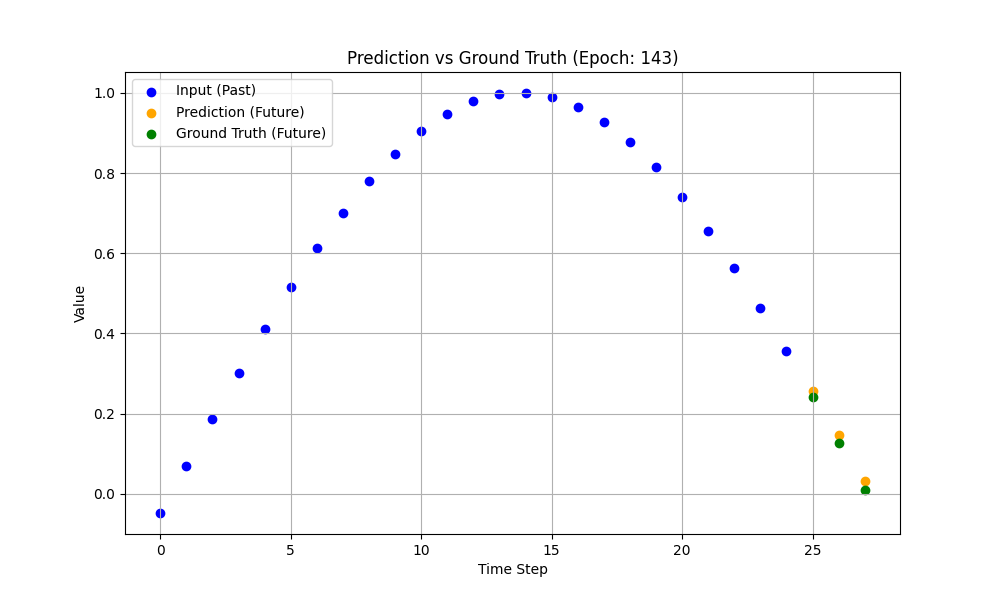 Prediction vs Ground Truth (Epoch: 143)
Input (Past)
Prediction (Future)
Ground Truth (Future)
1.0
0.8
0.6
0.4
0.2
0.0
Value
0 5 10 15 20 25
Time Step